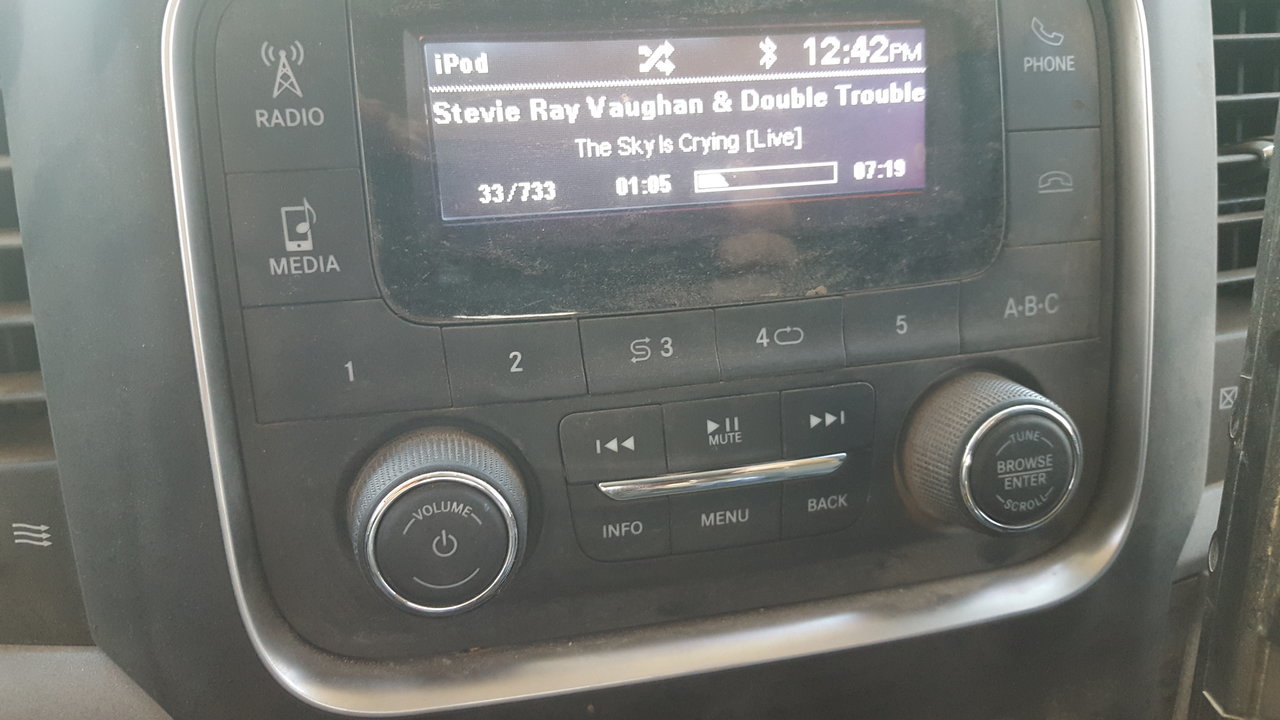 iPod 12:42PM
Stevie Ray Vaughan & Double Trouble
The Sky Is Crying [Live]
33/733 01:05 07:19
RADIO
MEDIA
PHONE
1 2 3 4 5 A·B·C
MUTE
INFO MENU BACK
VOLUME
TUNE
BROWSE
ENTER
SCROLL